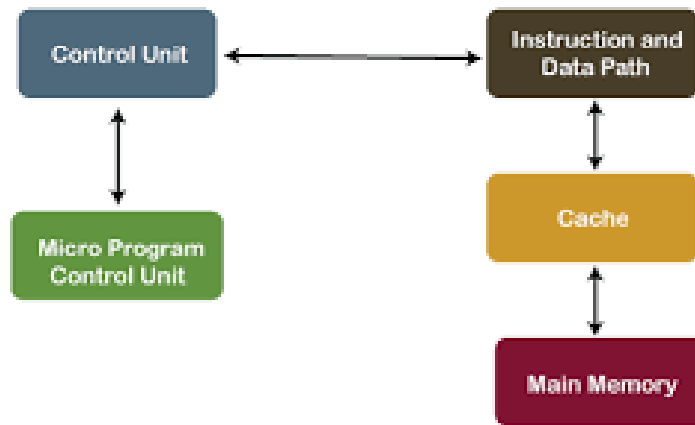 Control Unit
Instruction and
Data Path
Micro Program
Control Unit
Cache
Main Memory